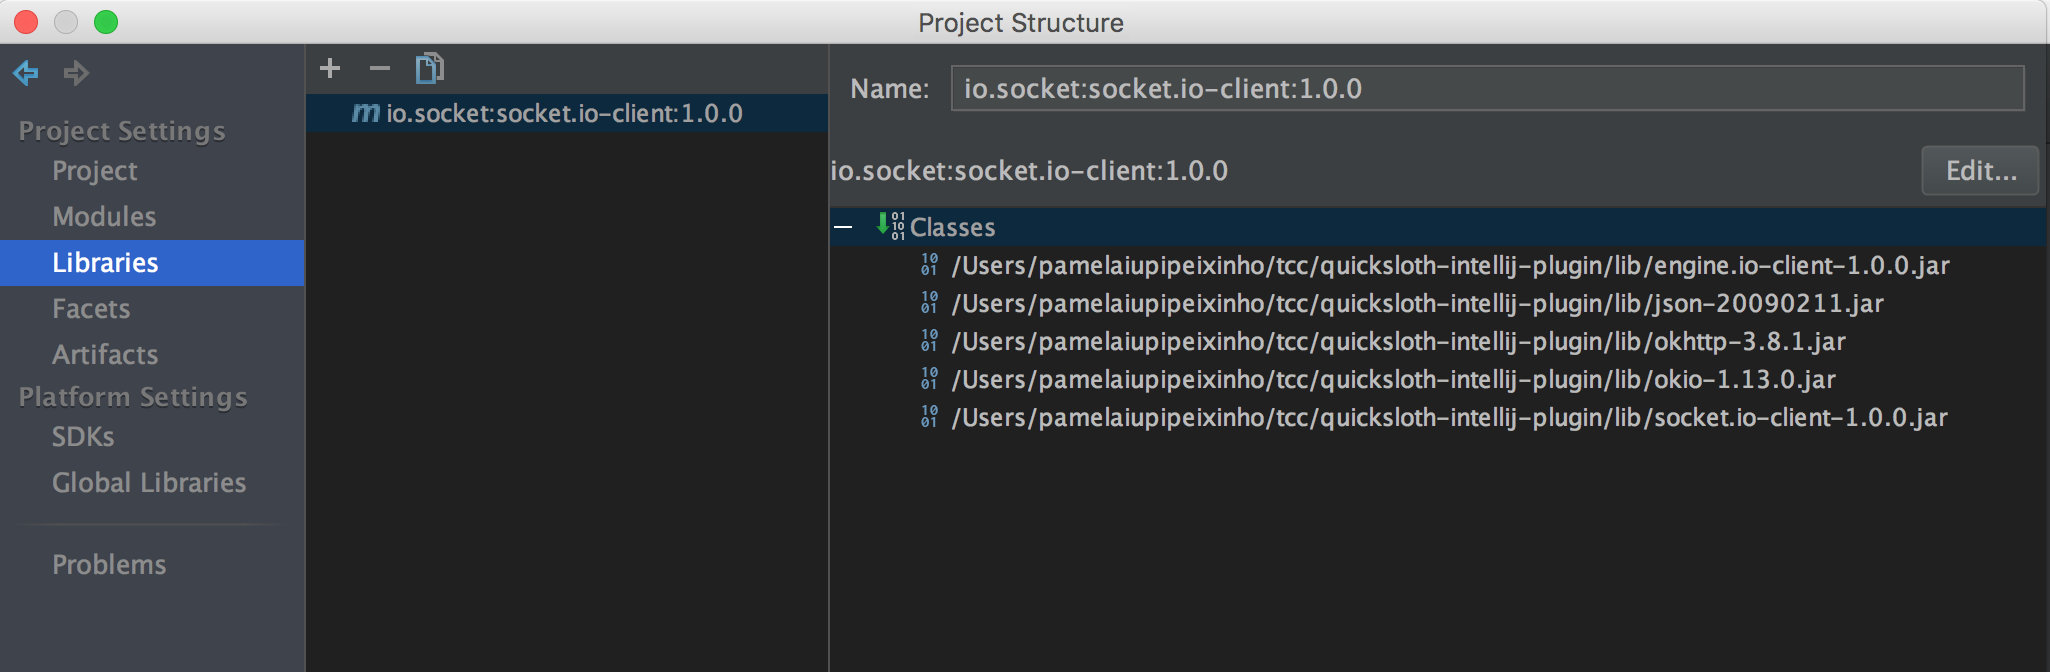 Project Structure
Project Settings
Project
Modules
Libraries
Facets
Artifacts
Platform Settings
SDKs
Global Libraries
Problems
io.socket:socket.io-client:1.0.0
Name: io.socket:socket.io-client:1.0.0
io.socket:socket.io-client:1.0.0 Edit...
Classes
/Users/pamelaiupipeixinho/tcc/quicksloth-intellij-plugin/lib/engine.io-client-1.0.0.jar
/Users/pamelaiupipeixinho/tcc/quicksloth-intellij-plugin/lib/json-20090211.jar
/Users/pamelaiupipeixinho/tcc/quicksloth-intellij-plugin/lib/okhttp-3.8.1.jar
/Users/pamelaiupipeixinho/tcc/quicksloth-intellij-plugin/lib/okio-1.13.0.jar
/Users/pamelaiupipeixinho/tcc/quicksloth-intellij-plugin/lib/socket.io-client-1.0.0.jar